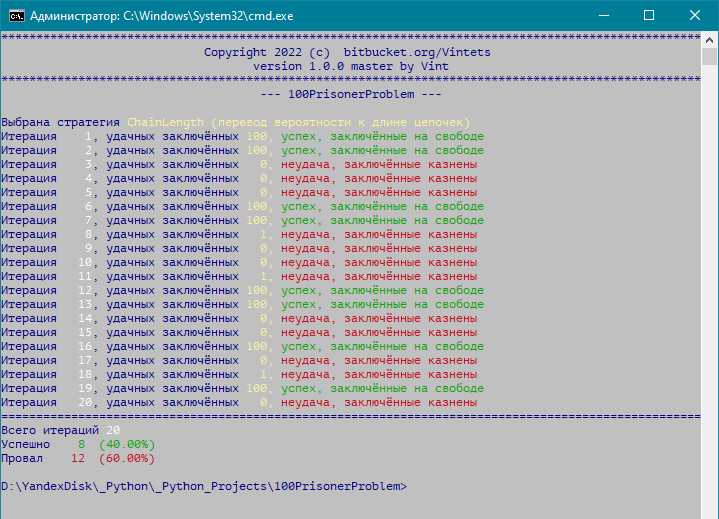 Администратор: C:\Windows\System32\cmd.exe
****************************************************************************************************
Copyright 2022 (c)  bitbucket.org/Vintets
version 1.0.0 master by Vint
****************************************************************************************************
--- 100PrisonerProblem ---
Выбрана стратегия ChainLength (перевод вероятности к длине цепочек)
Итерация    1, удачных заключённых 100, успех, заключённые на свободе
Итерация    2, удачных заключённых 100, успех, заключённые на свободе
Итерация    3, удачных заключённых   0, неудача, заключённые казнены
Итерация    4, удачных заключённых   0, неудача, заключённые казнены
Итерация    5, удачных заключённых   0, неудача, заключённые казнены
Итерация    6, удачных заключённых 100, успех, заключённые на свободе
Итерация    7, удачных заключённых 100, успех, заключённые на свободе
Итерация    8, удачных заключённых   1, неудача, заключённые казнены
Итерация    9, удачных заключённых   0, неудача, заключённые казнены
Итерация   10, удачных заключённых   0, неудача, заключённые казнены
Итерация   11, удачных заключённых   1, неудача, заключённые казнены
Итерация   12, удачных заключённых 100, успех, заключённые на свободе
Итерация   13, удачных заключённых 100, успех, заключённые на свободе
Итерация   14, удачных заключённых   0, неудача, заключённые казнены
Итерация   15, удачных заключённых   0, неудача, заключённые казнены
Итерация   16, удачных заключённых 100, успех, заключённые на свободе
Итерация   17, удачных заключённых   0, неудача, заключённые казнены
Итерация   18, удачных заключённых   1, неудача, заключённые казнены
Итерация   19, удачных заключённых 100, успех, заключённые на свободе
Итерация   20, удачных заключённых   0, неудача, заключённые казнены
====================================================================================================
Всего итераций 20
Успешно    8  (40.00%)
Провал    12  (60.00%)
D:\YandexDisk\_Python\_Python_Projects\100PrisonerProblem>